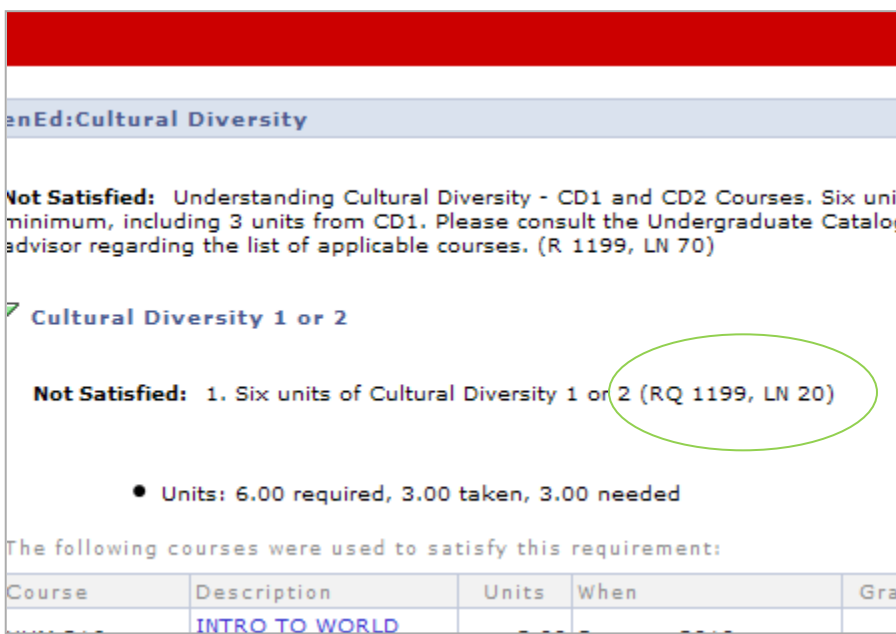 enEd:Cultural Diversity
Not Satisfied: Understanding Cultural Diversity - CD1 and CD2 Courses. Six uni
minimum, including 3 units from CD1. Please consult the Undergraduate Catalo
advisor regarding the list of applicable courses. (R 1199, LN 70)
Cultural Diversity 1 or 2
Not Satisfied: 1. Six units of Cultural Diversity 1 or 2 (RQ 1199, LN 20)
Units: 6.00 required, 3.00 taken, 3.00 needed
The following courses were used to satisfy this requirement:
Course Description Units When Gra
INTRO TO WORLD